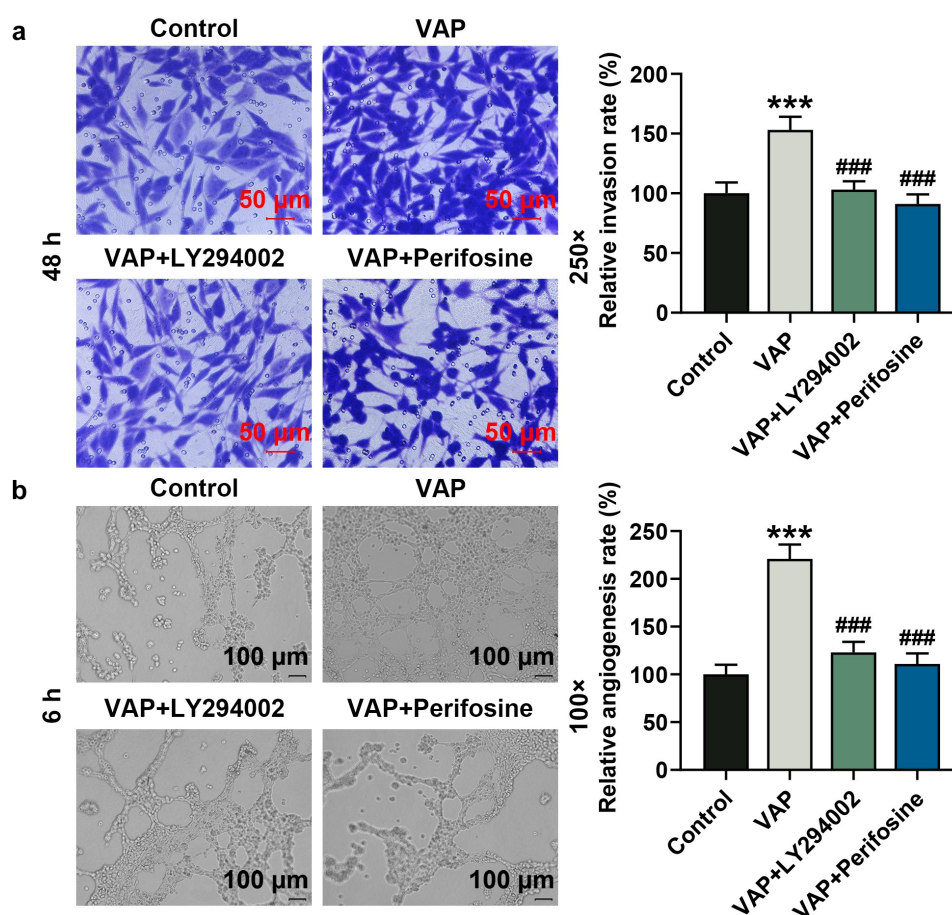 a
Control
VAP
50 µm
50 µm
VAP+LY294002
VAP+Perifosine
50 µm
50 µm
48 h
250×
Relative invasion rate (%)
200
150
100
50
0
***
###
###
Control
VAP
VAP+LY294002
VAP+Perifosine
b
Control
VAP
100 µm
100 µm
VAP+LY294002
VAP+Perifosine
100 µm
100 µm
6 h
100×
Relative angiogenesis rate (%)
250
200
150
100
50
0
***
###
###
Control
VAP
VAP+LY294002
VAP+Perifosine